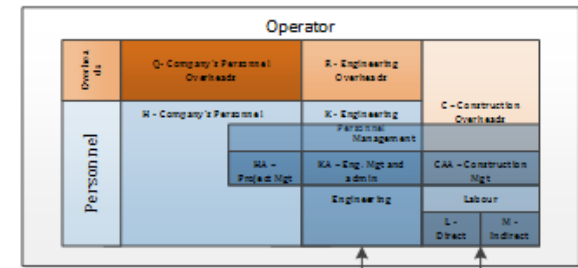 Operator
Overhea
ds
Q- Company's Personnel
Overheads
R - Engineering
Overheads
C - Construction
Overheads
Personnel
H - Company's Personnel
K - Engineering
Personnel
Management
HA -
Project Mgt
KA - Eng. Mgt and
admin
CAA - Construction
Mgt
Engineering
Labour
L -
Direct
M -
Indirect